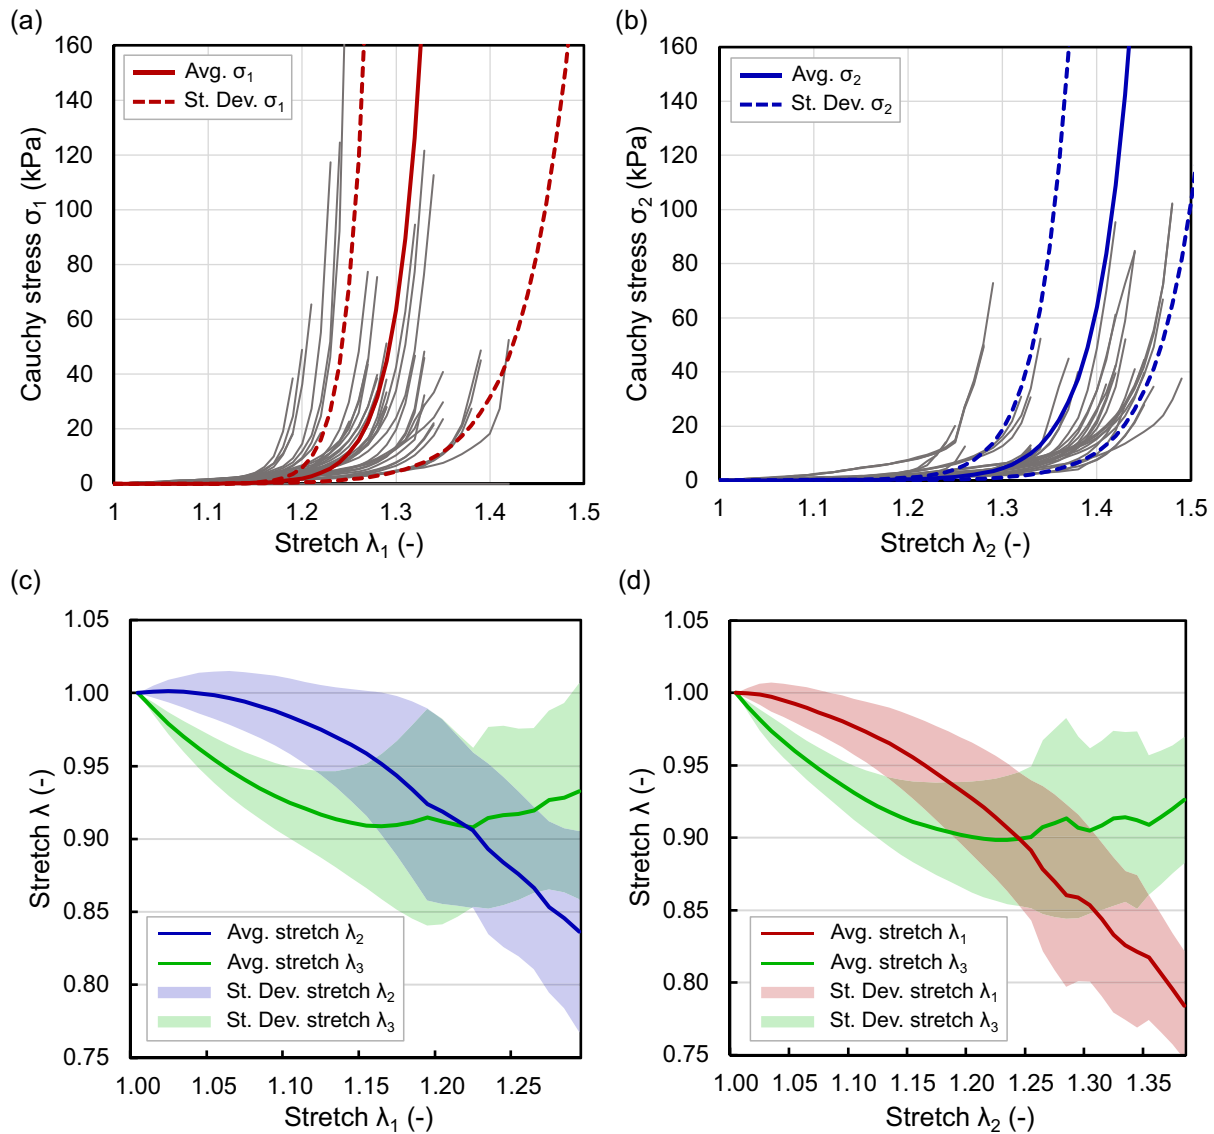 (a)
160
140
120
100
80
60
40
20
0
Cauchy stress σ1 (kPa)
Avg. σ1
St. Dev. σ1
1 1.1 1.2 1.3 1.4 1.5
Stretch λ1 (-)
(b)
160
140
120
100
80
60
40
20
0
Cauchy stress σ2 (kPa)
Avg. σ2
St. Dev. σ2
1 1.1 1.2 1.3 1.4 1.5
Stretch λ2 (-)
(c)
1.05
1.00
0.95
0.90
0.85
0.80
0.75
Stretch λ (-)
Avg. stretch λ2
Avg. stretch λ3
St. Dev. stretch λ2
St. Dev. stretch λ3
1.00 1.05 1.10 1.15 1.20 1.25
Stretch λ1 (-)
(d)
1.05
1.00
0.95
0.90
0.85
0.80
0.75
Stretch λ (-)
Avg. stretch λ1
Avg. stretch λ3
St. Dev. stretch λ1
St. Dev. stretch λ3
1.00 1.05 1.10 1.15 1.20 1.25 1.30 1.35
Stretch λ2 (-)